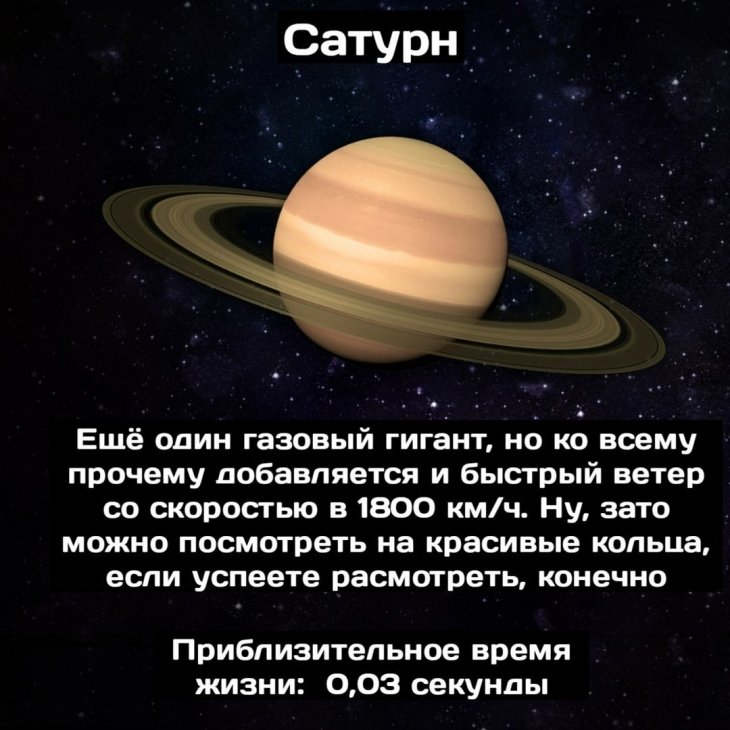 Сатурн
Ещё один газовый гигант, но ко всему
прочему добавляется и быстрый ветер
со скоростью в 1800 км/ч. Ну, зато
можно посмотреть на красивые кольца,
если успеете расмотреть, конечно
Приблизительное время
жизни: 0,03 секунды